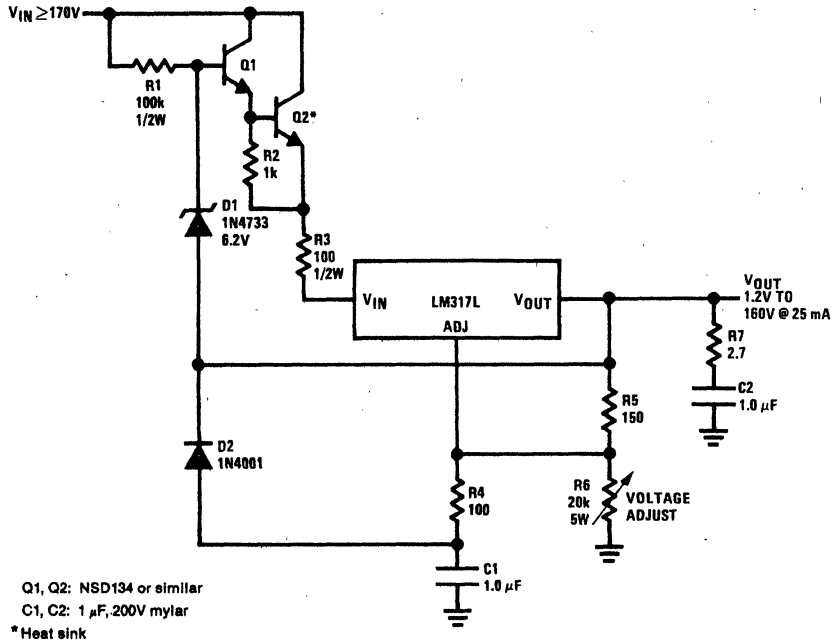 VIN ≥170V
R1
100k
1/2W
Q1
Q2*
R2
1k
D1
1N4733
6.2V
R3
100
1/2W
VIN
LM317L
VOUT
ADJ
VOUT
1.2V TO
160V @ 25 mA
R7
2.7
C2
1.0 μF
R5
150
D2
1N4001
R4
100
R6
20k
5W
VOLTAGE
ADJUST
C1
1.0 μF
Q1, Q2: NSD134 or similar
C1, C2: 1 μF, 200V mylar
*Heat sink